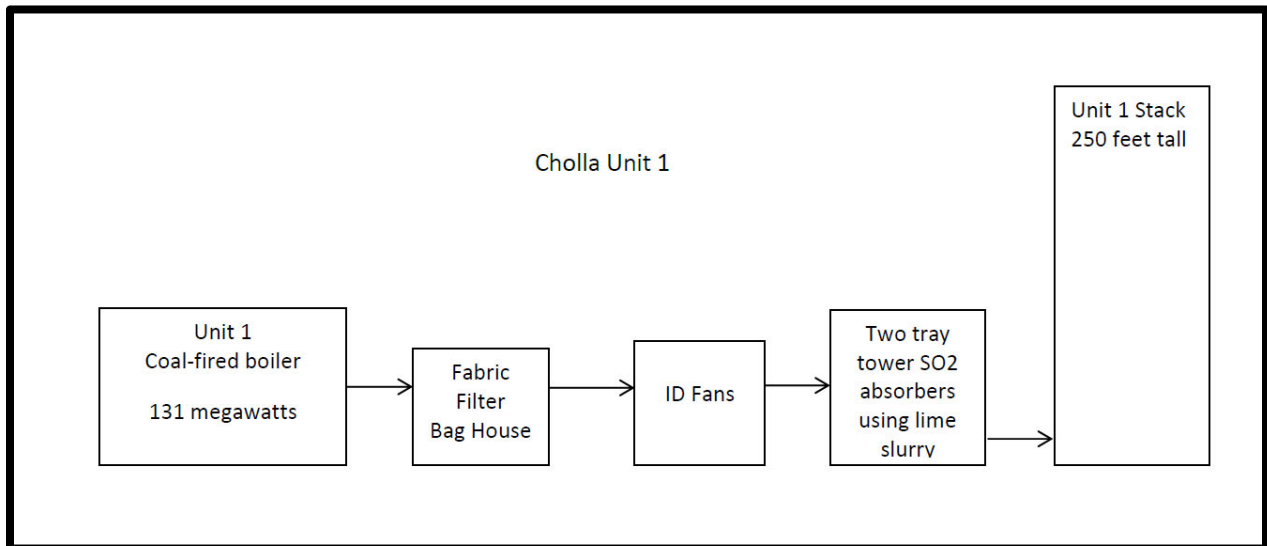 Cholla Unit 1
Unit 1
Coal-fired boiler
131 megawatts
Fabric
Filter
Bag House
ID Fans
Two tray
tower SO2
absorbers
using lime
slurry
Unit 1 Stack
250 feet tall